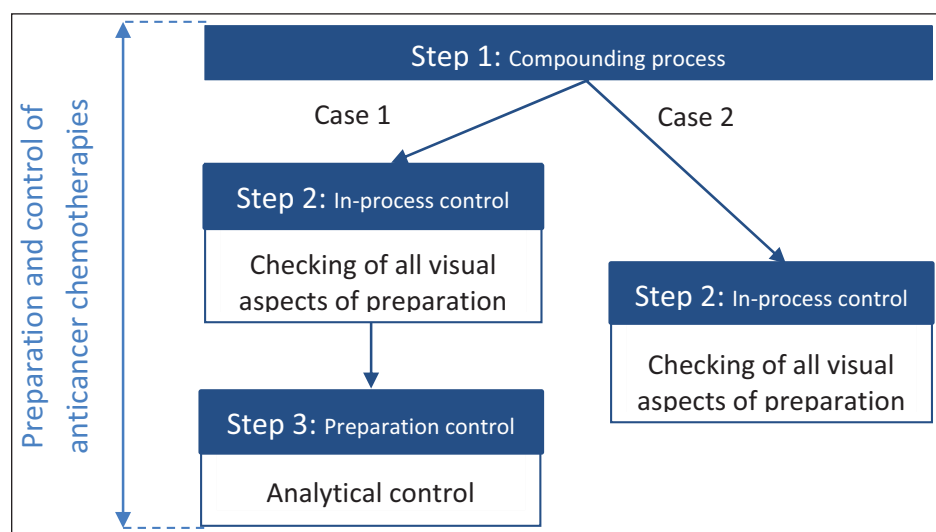 Preparation and control of
anticancer chemotherapies
Step 1: Compounding process
Case 1
Case 2
Step 2: In-process control
Checking of all visual
aspects of preparation
Step 2: In-process control
Checking of all visual
aspects of preparation
Step 3: Preparation control
Analytical control